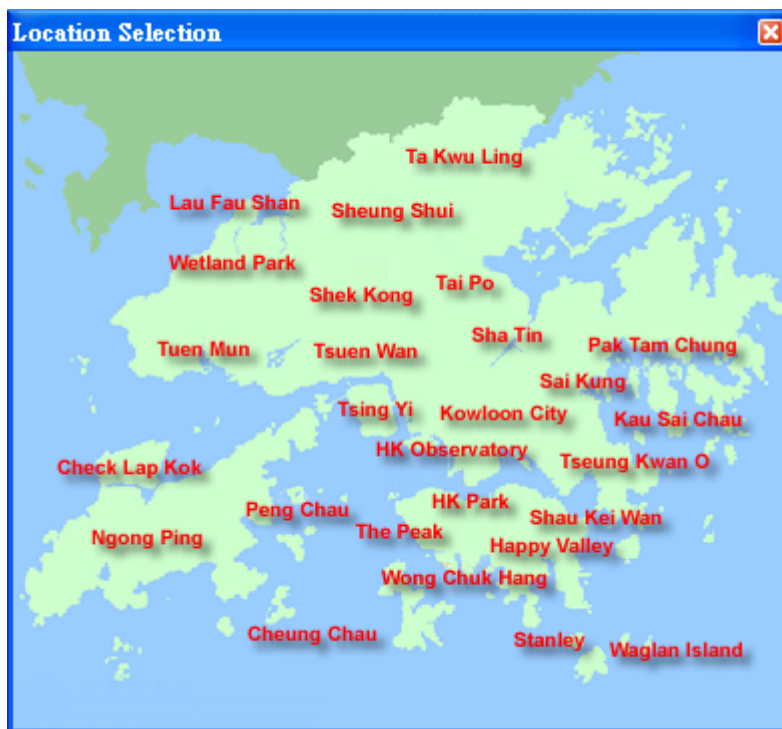 Location Selection
Ta Kwu Ling
Lau Fau Shan
Sheung Shui
Wetland Park
Tai Po
Shek Kong
Sha Tin
Pak Tam Chung
Tuen Mun
Tsuen Wan
Sai Kung
Tsing Yi
Kowloon City
Kau Sai Chau
HK Observatory
Tseung Kwan O
Check Lap Kok
HK Park
Peng Chau
Shau Kei Wan
The Peak
Ngong Ping
Happy Valley
Wong Chuk Hang
Cheung Chau
Stanley
Waglan Island